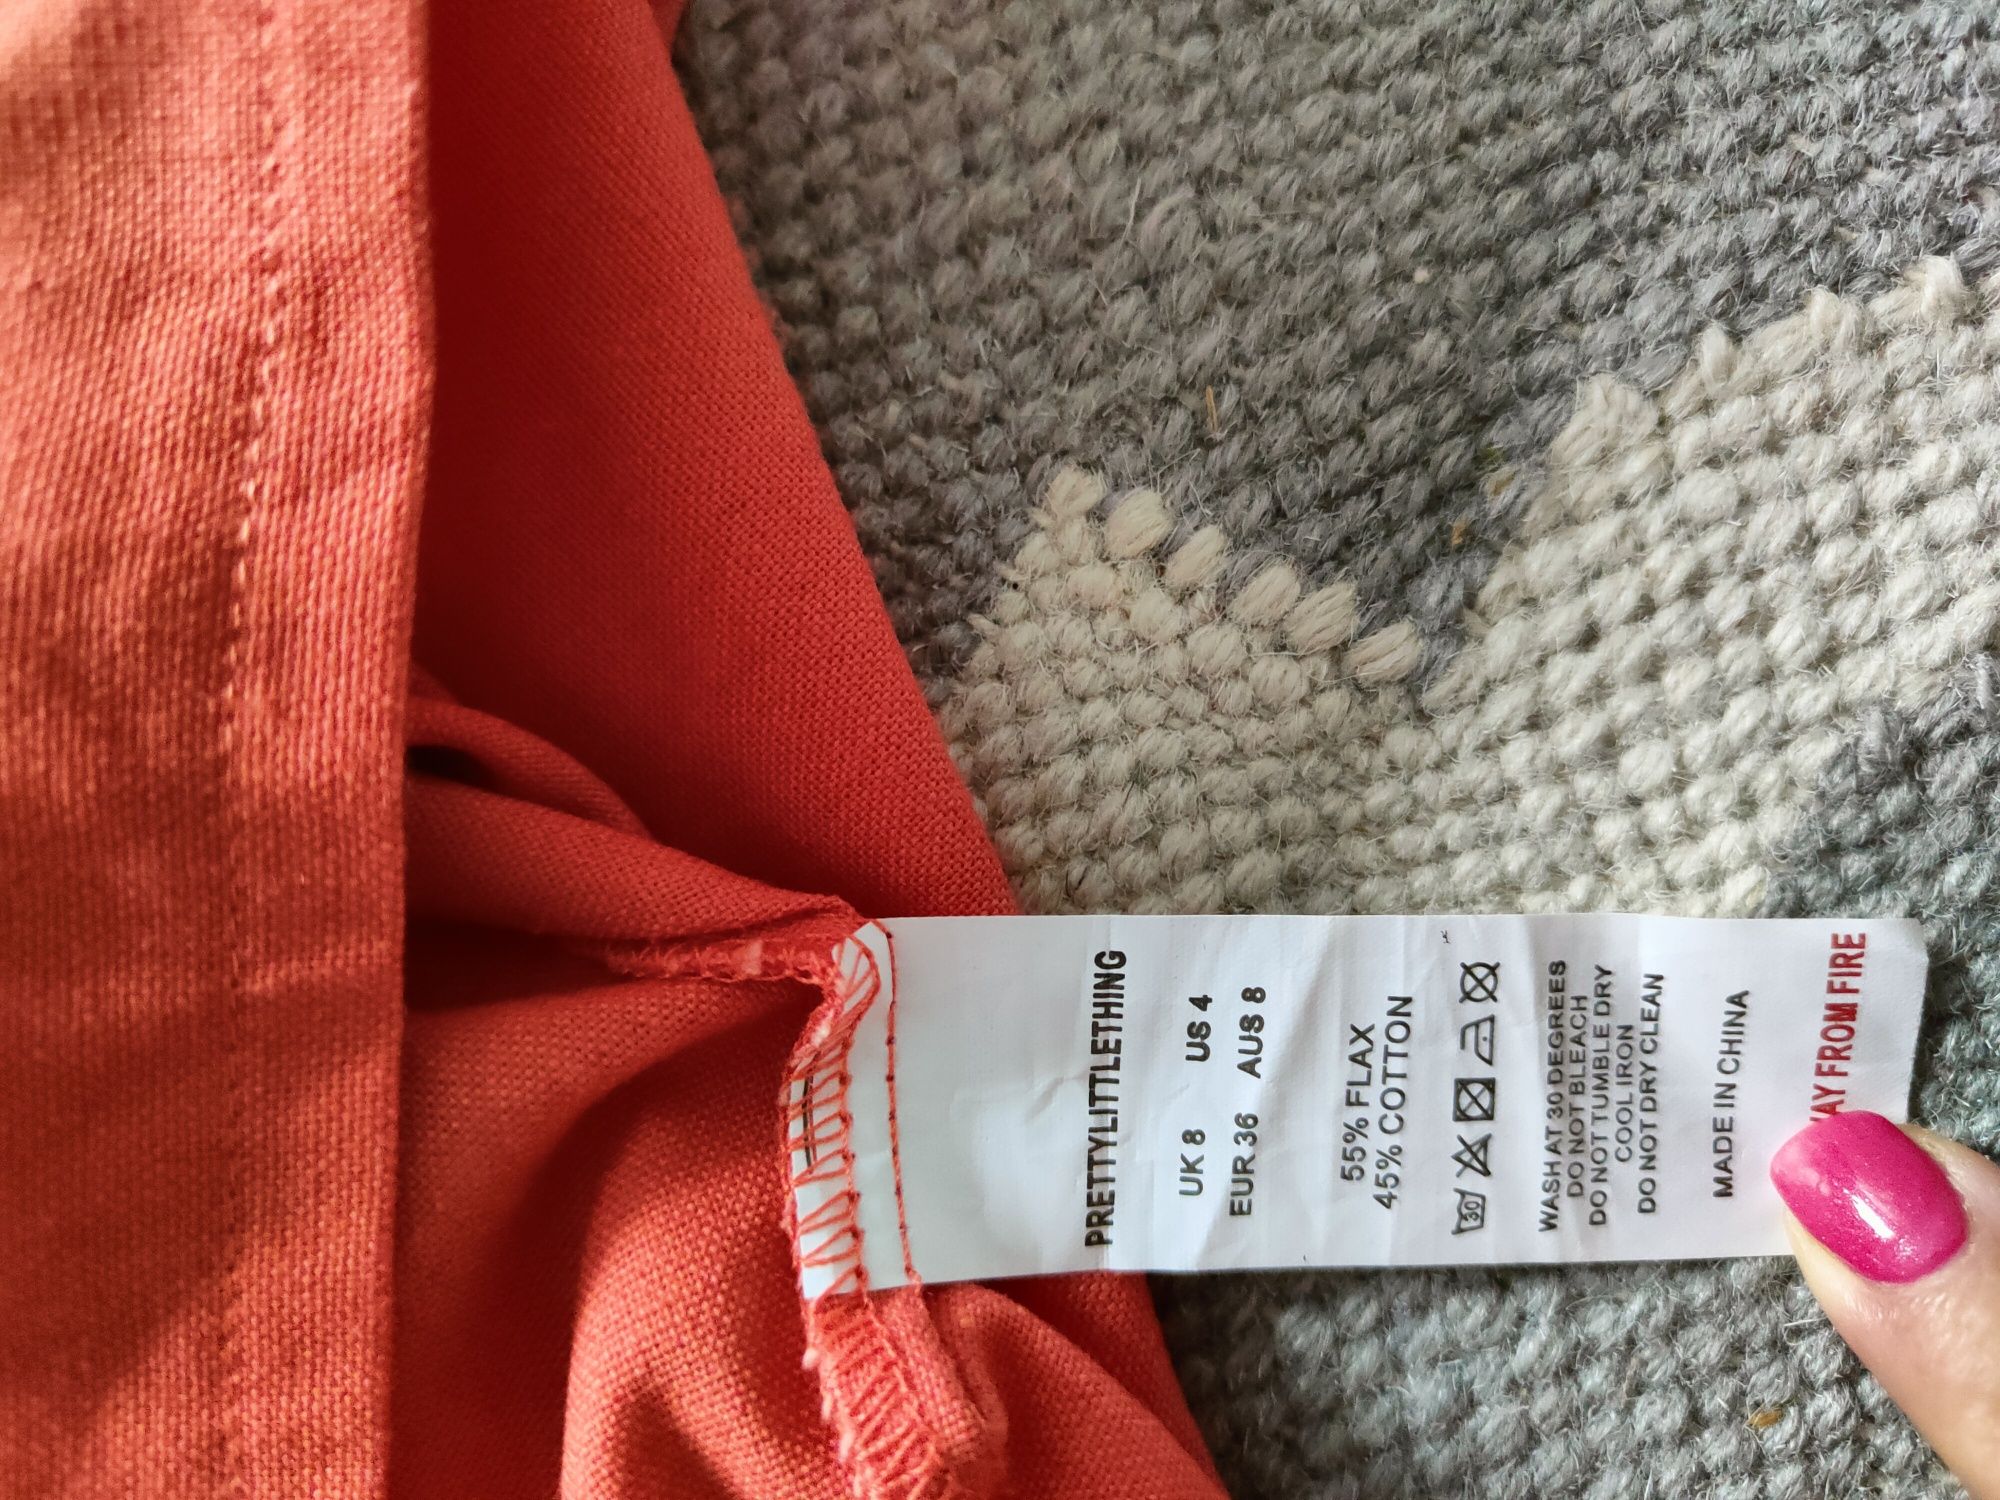 PRETTYLITTLETHING
UK 8 US 4
EUR 36 AUS 8
55% FLAX
45% COTTON
30
WASH AT 30 DEGREES
DO NOT BLEACH
DO NOT TUMBLE DRY
COOL IRON
DO NOT DRY CLEAN
MADE IN CHINA
FROM FIRE